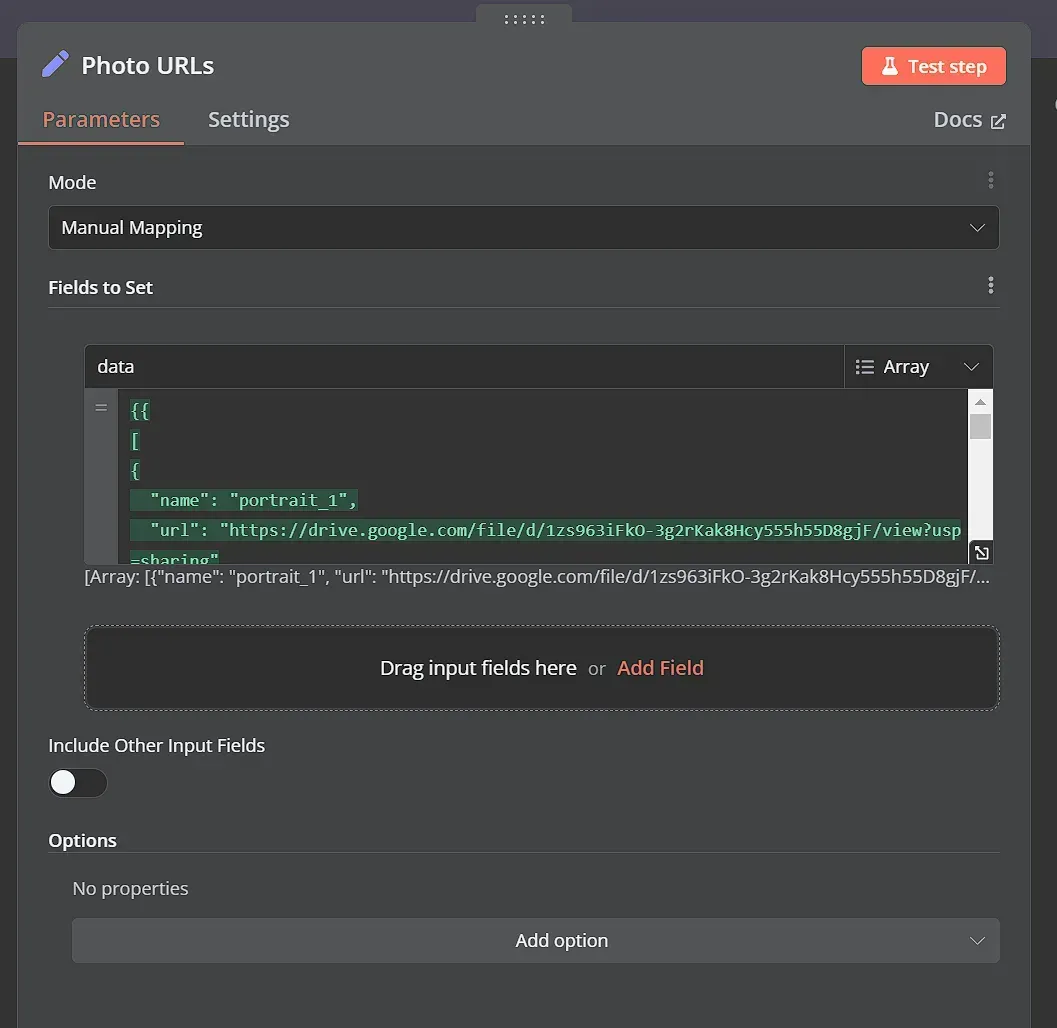 Photo URLs
Test step
Parameters
Settings
Docs
Mode
Manual Mapping
Fields to Set
data
Array
=
{{
[
{
"name": "portrait_1",
"url": "https://drive.google.com/file/d/1zs963iFkO-3g2rKak8Hcy555h55D8gjF/view?usp
=sharing"
[Array: [{"name": "portrait_1", "url": "https://drive.google.com/file/d/1zs963iFkO-3g2rKak8Hcy555h55D8gjF/...
Drag input fields here or Add Field
Include Other Input Fields
Options
No properties
Add option